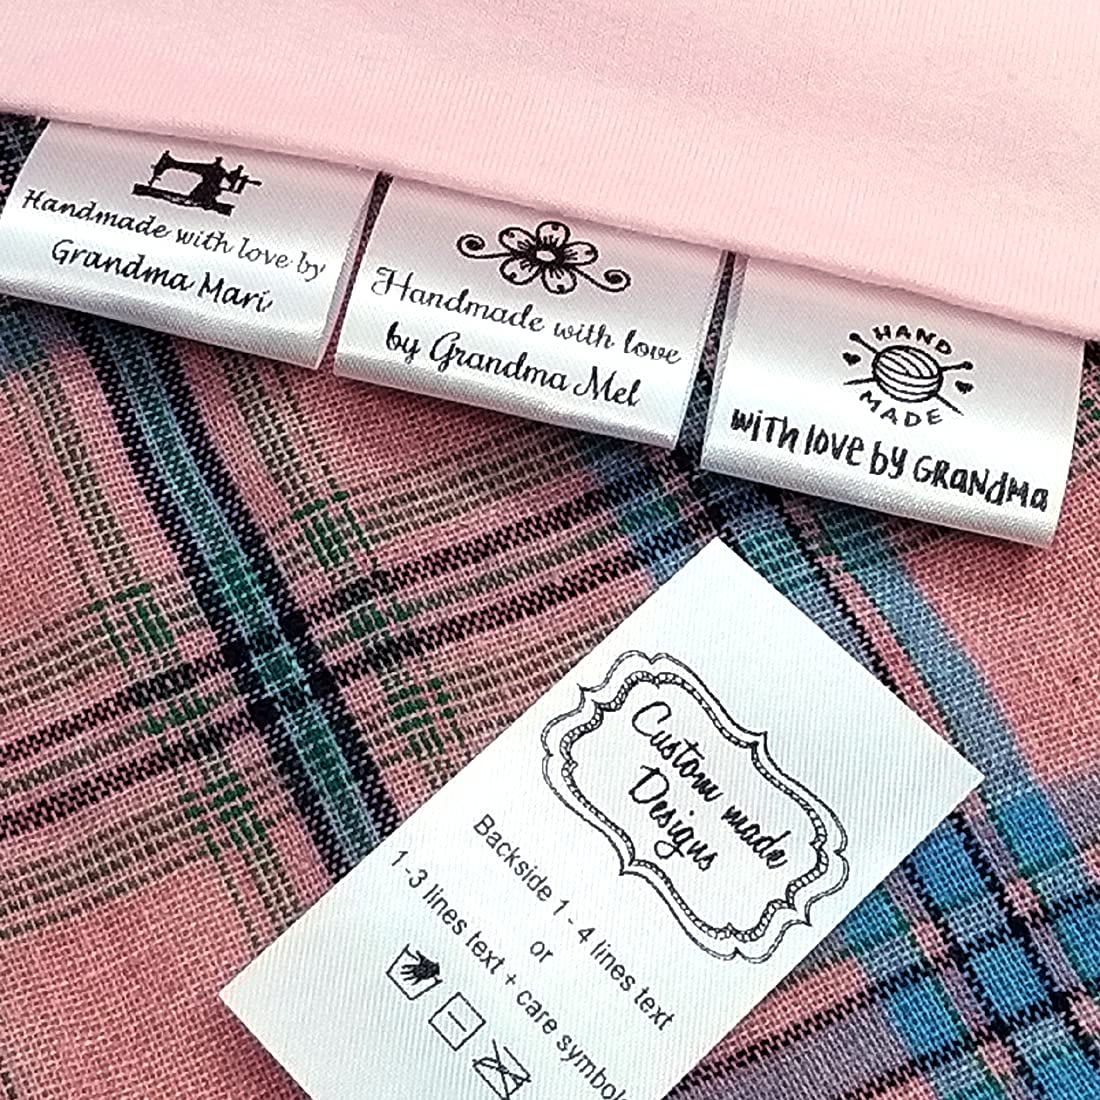 Handmade with love by
Grandma Mari
Handmade with love
by Grandma Mel
HAND
MADE
with love by GRANdMa
Custom made
Designs
Backside 1 - 4 lines text
or
1 -3 lines text + care symbol